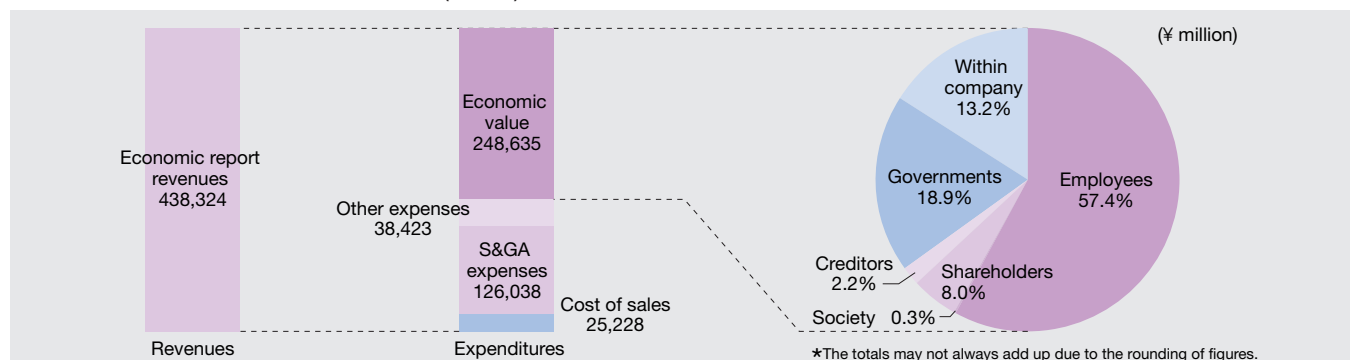 (¥ million)
Economic report
revenues
438,324
Revenues
Economic
value
248,635
Other expenses
38,423
S&GA
expenses
126,038
Cost of sales
25,228
Expenditures
Within
company
13.2%
Governments
18.9%
Employees
57.4%
Creditors
2.2%
Shareholders
8.0%
Society 0.3%
*The totals may not always add up due to the rounding of figures.